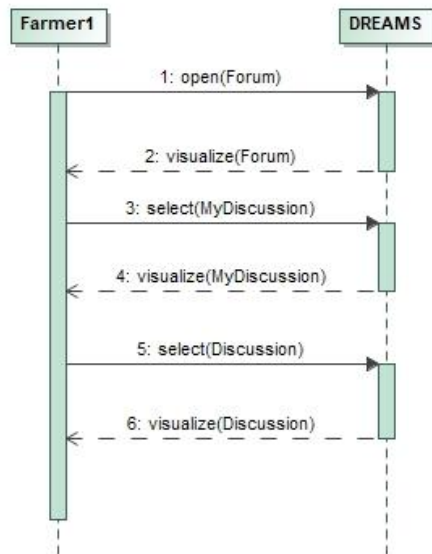 Farmer1
DREAMS
1: open(Forum)
2: visualize(Forum)
3: select(MyDiscussion)
4: visualize(MyDiscussion)
5: select(Discussion)
6: visualize(Discussion)